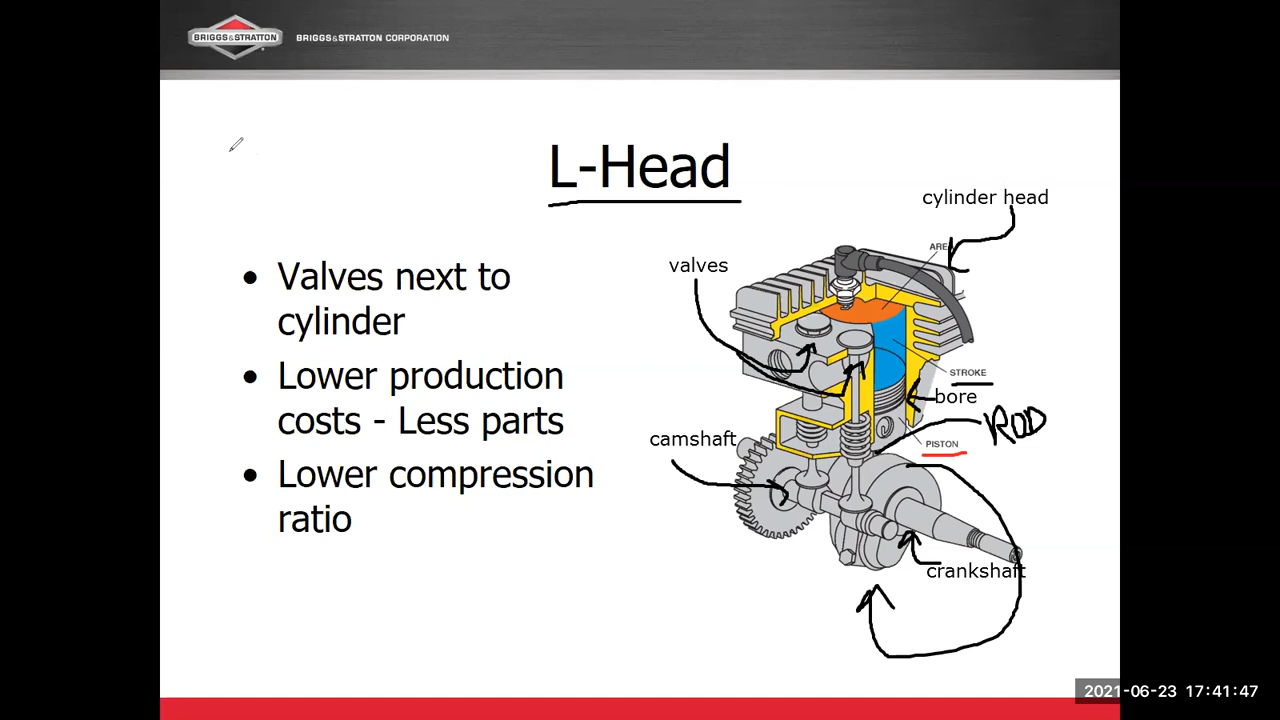 BRIGGS&STRATTON
BRIGGS&STRATTON CORPORATION
L-Head
• Valves next to
cylinder
• Lower production
costs - Less parts
• Lower compression
ratio
cylinder head
valves
STROKE
bore
ROD
camshaft
PISTON
crankshaft
2021-06-23 17:41:47